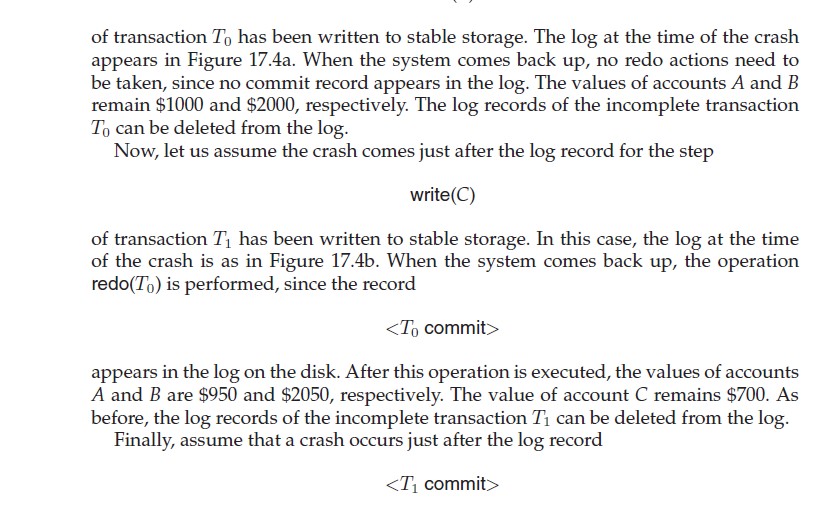 of transaction T0 has been written to stable storage. The log at the time of the crash
appears in Figure 17.4a. When the system comes back up, no redo actions need to
be taken, since no commit record appears in the log. The values of accounts A and B
remain $1000 and $2000, respectively. The log records of the incomplete transaction
T0 can be deleted from the log.
Now, let us assume the crash comes just after the log record for the step
write(C)
of transaction T1 has been written to stable storage. In this case, the log at the time
of the crash is as in Figure 17.4b. When the system comes back up, the operation
redo(T0) is performed, since the record
<T0 commit>
appears in the log on the disk. After this operation is executed, the values of accounts
A and B are $950 and $2050, respectively. The value of account C remains $700. As
before, the log records of the incomplete transaction T1 can be deleted from the log.
Finally, assume that a crash occurs just after the log record
<T1 commit>